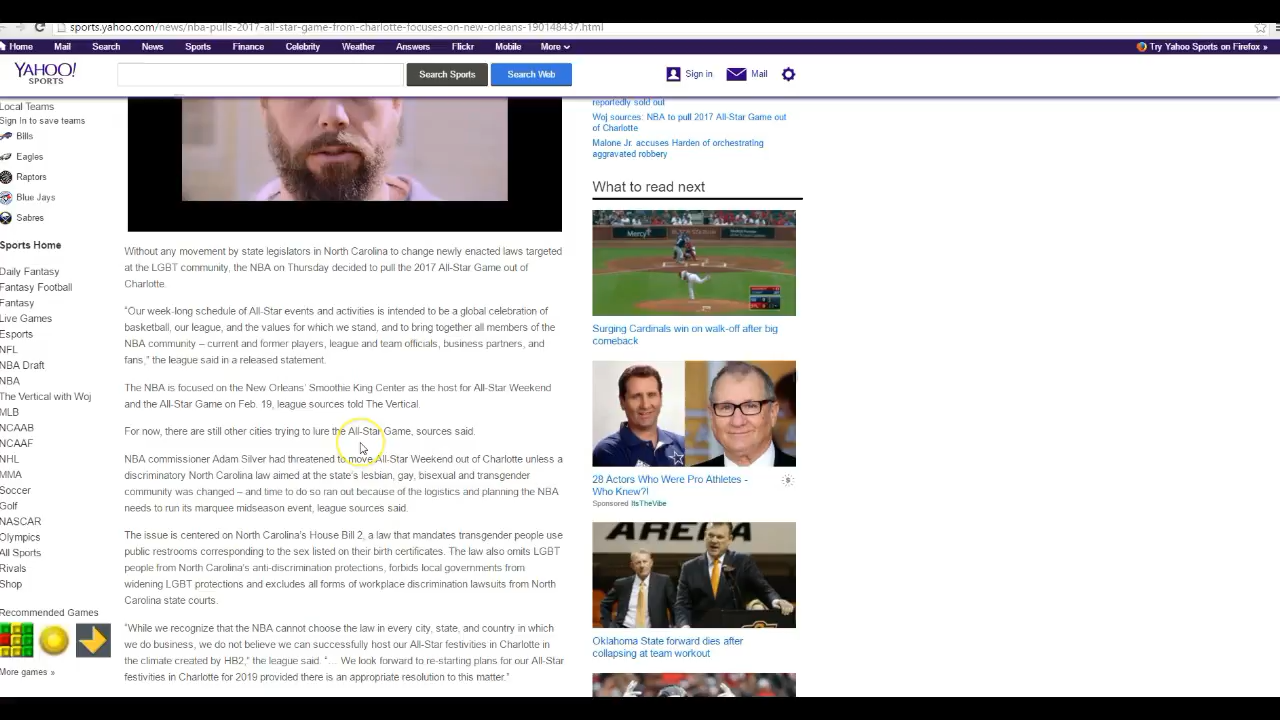 sports.yahoo.com/news/nba-pulls-2017-all-star-game-from-charlotte-focuses-on-new-orleans-190148437.html
Home Mail Search News Sports Finance Celebrity Weather Answers Flickr Mobile More Try Yahoo Sports on Firefox »
YAHOO!
SPORTS
Search Sports Search Web Sign in Mail
Local Teams
Sign In to save teams
Bills
Eagles
Raptors
Blue Jays
Sabres
Sports Home
Daily Fantasy
Fantasy Football
Fantasy
Live Games
Esports
NFL
NBA Draft
NBA
The Vertical with Woj
MLB
NCAAB
NCAAF
NHL
MMA
Soccer
Golf
NASCAR
Olympics
All Sports
Rivals
Shop
Recommended Games
More games »
Without any movement by state legislators in North Carolina to change newly enacted laws targeted
at the LGBT community, the NBA on Thursday decided to pull the 2017 All-Star Game out of
Charlotte.
"Our week-long schedule of All-Star events and activities is intended to be a global celebration of
basketball, our league, and the values for which we stand, and to bring together all members of the
NBA community – current and former players, league and team officials, business partners, and
fans," the league said in a released statement.
The NBA is focused on the New Orleans' Smoothie King Center as the host for All-Star Weekend
and the All-Star Game on Feb. 19, league sources told The Vertical.
For now, there are still other cities trying to lure the All-Star Game, sources said.
NBA commissioner Adam Silver had threatened to move All-Star Weekend out of Charlotte unless a
discriminatory North Carolina law aimed at the state's lesbian, gay, bisexual and transgender
community was changed – and time to do so ran out because of the logistics and planning the NBA
needs to run its marquee midseason event, league sources said.
The issue is centered on North Carolina's House Bill 2, a law that mandates transgender people use
public restrooms corresponding to the sex listed on their birth certificates. The law also omits LGBT
people from North Carolina's anti-discrimination protections, forbids local governments from
widening LGBT protections and excludes all forms of workplace discrimination lawsuits from North
Carolina state courts.
"While we recognize that the NBA cannot choose the law in every city, state, and country in which
we do business, we do not believe we can successfully host our All-Star festivities in Charlotte in
the climate created by HB2," the league said. "… We look forward to re-starting plans for our All-Star
festivities in Charlotte for 2019 provided there is an appropriate resolution to this matter."
reportedly sold out
Woj sources: NBA to pull 2017 All-Star Game out
of Charlotte
Malone Jr. accuses Harden of orchestrating
aggravated robbery
What to read next
Mercy
Surging Cardinals win on walk-off after big
comeback
28 Actors Who Were Pro Athletes -
Who Knew?!
Sponsored ItsTheVibe
ARENA
Oklahoma State forward dies after
collapsing at team workout